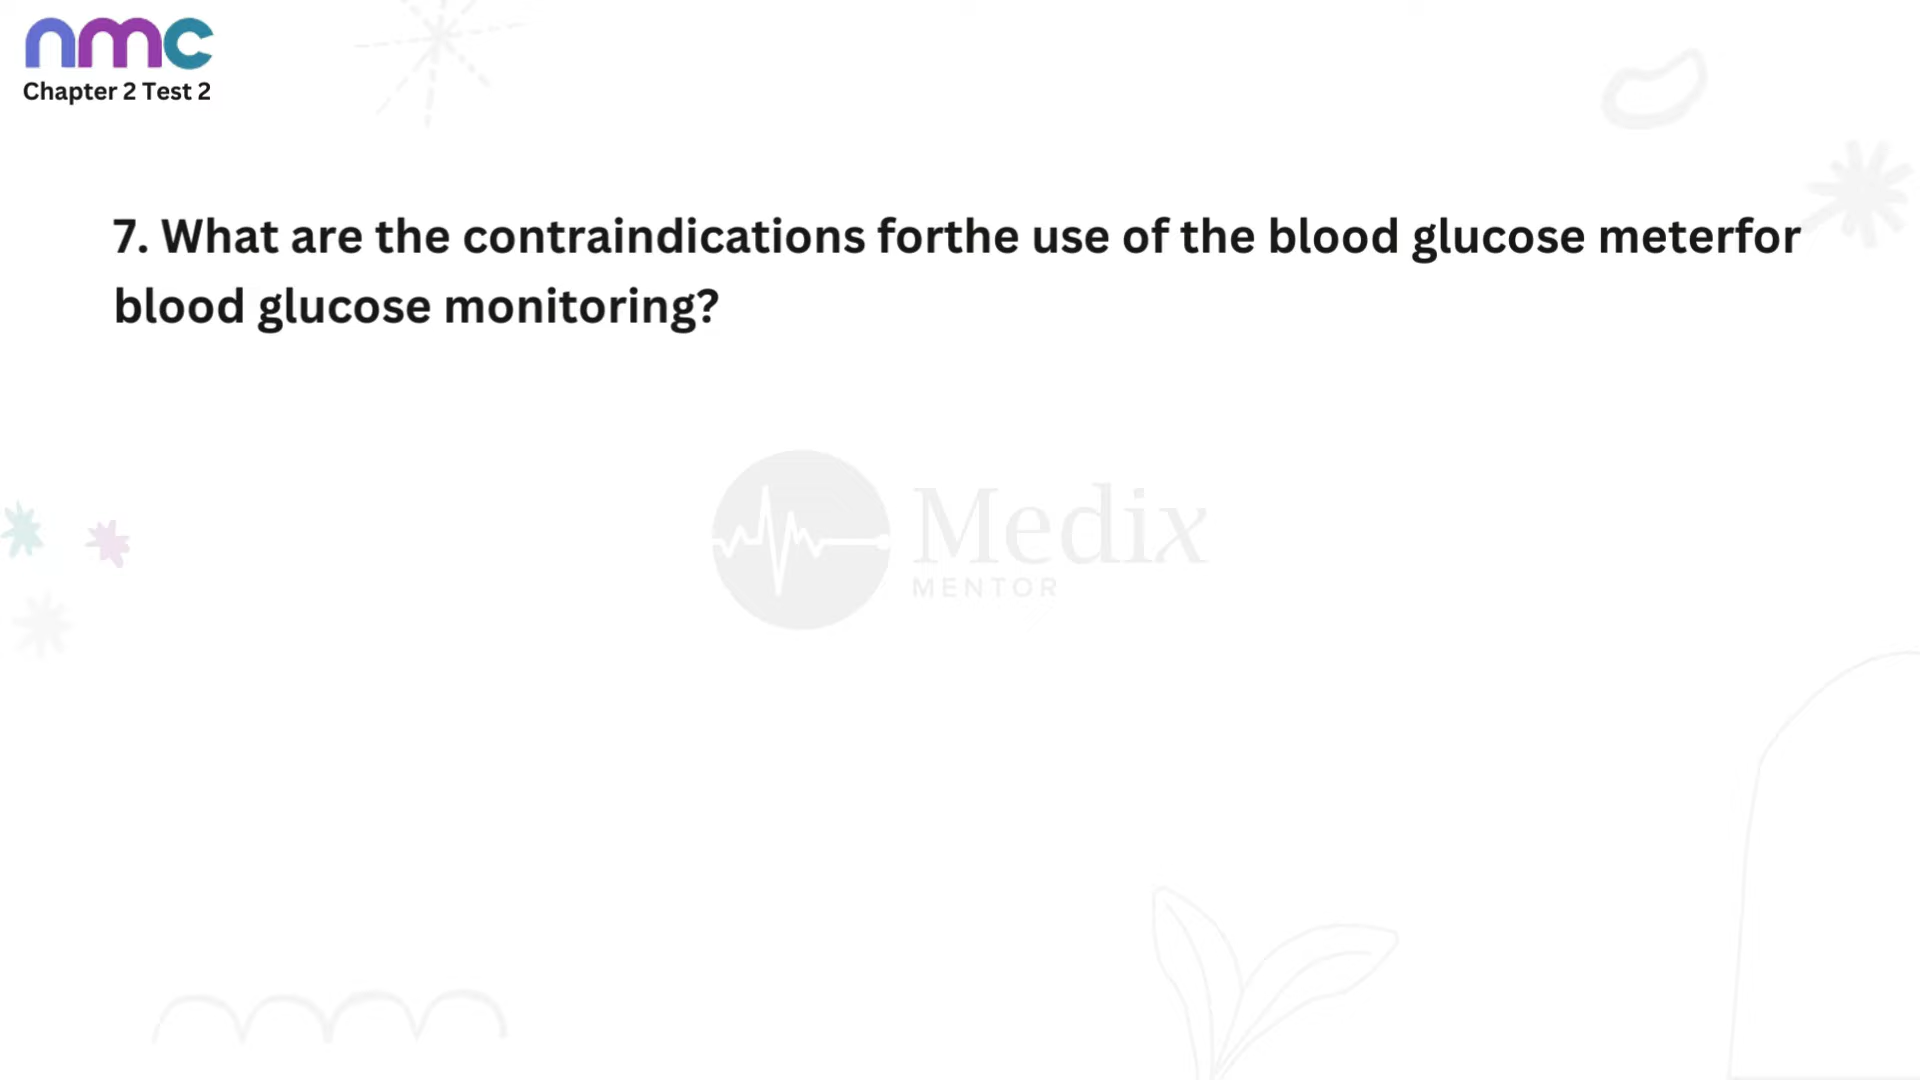 nmc
Chapter 2 Test 2
7. What are the contraindications forthe use of the blood glucose meterfor
blood glucose monitoring?
Medix
MENTOR